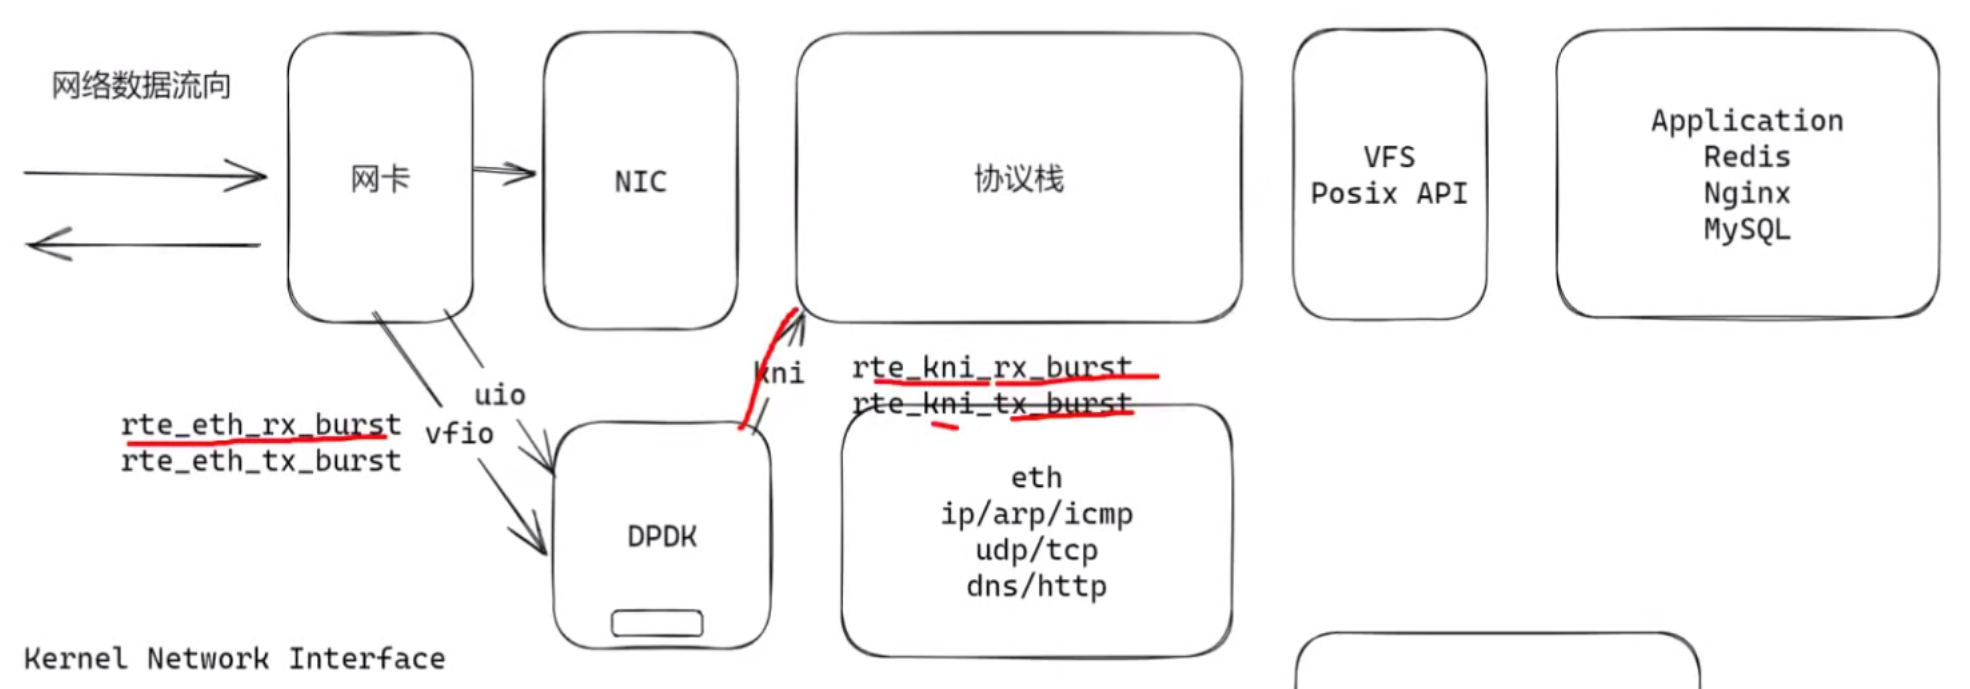 网络数据流向
网卡
NIC
协议栈
VFS
Posix API
Application
Redis
Nginx
MySQL
kni
rte_kni_rx_burst
rte_kni_tx_burst
uio
vfio
rte_eth_rx_burst
rte_eth_tx_burst
DPDK
eth
ip/arp/icmp
udp/tcp
dns/http
Kernel Network Interface